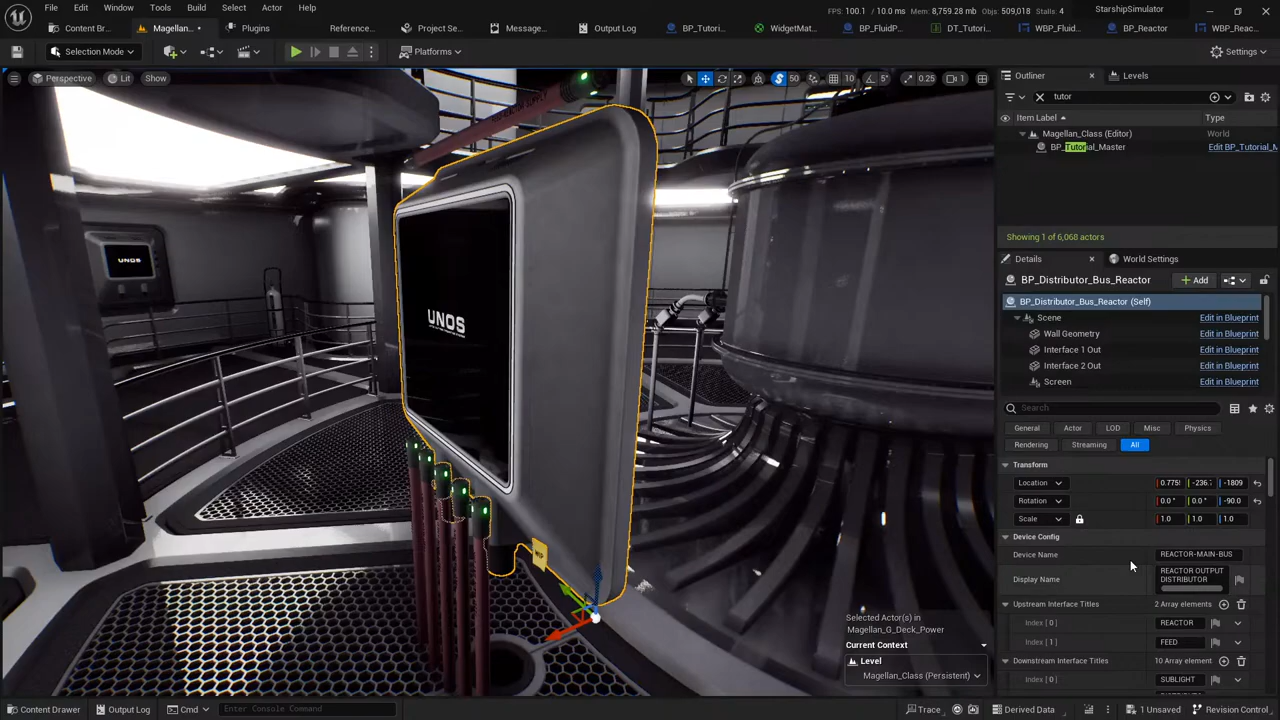 File Edit Window Tools Build Select Actor Help
FPS: 100.1 / 10.0 ms Mem: 8,759.28 mb Objs: 509,018 Stalls: 4
StarshipSimulator
Content Br... Magellan... • Plugins Reference... Project Se... Message... Output Log BP_Tutori... WidgetMat... BP_FluidP... DT_Tutori... WBP_Fluid... BP_Reactor WBP_Reac...
Selection Mode Platforms Settings
Perspective Lit Show
50 10 5° 0.25 1
Outliner Levels
tutor
Item Label Type
Magellan_Class (Editor) World
BP_Tutorial_Master Edit BP_Tutorial_M
Showing 1 of 6,068 actors
Details World Settings
BP_Distributor_Bus_Reactor Add
BP_Distributor_Bus_Reactor (Self)
Scene Edit in Blueprint
Wall Geometry Edit in Blueprint
Interface 1 Out Edit in Blueprint
Interface 2 Out Edit in Blueprint
Screen Edit in Blueprint
Search
General Actor LOD Misc Physics
Rendering Streaming All
Transform
Location 0.775 -236. -1809
Rotation 0.0 ° 0.0 ° -90.0
Scale 1.0 1.0 1.0
Device Config
Device Name REACTOR-MAIN-BUS
Display Name REACTOR OUTPUT
DISTRIBUTOR
Upstream Interface Titles 2 Array elements
Index [ 0 ] REACTOR
Index [ 1 ] FEED
Downstream Interface Titles 10 Array element
Index [ 0 ] SUBLIGHT
UNOS
UNOS
WIP
Selected Actor(s) in
Magellan_G_Deck_Power
Current Context
Level
Magellan_Class (Persistent)
Content Drawer Output Log Cmd Enter Console Command Trace Derived Data 1 Unsaved Revision Control